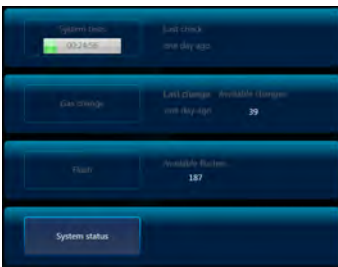 System tests
00:24:56
Last check
one day ago
Gas change
Last change Available changes
one day ago 39
Flush
Available flushes
187
System status